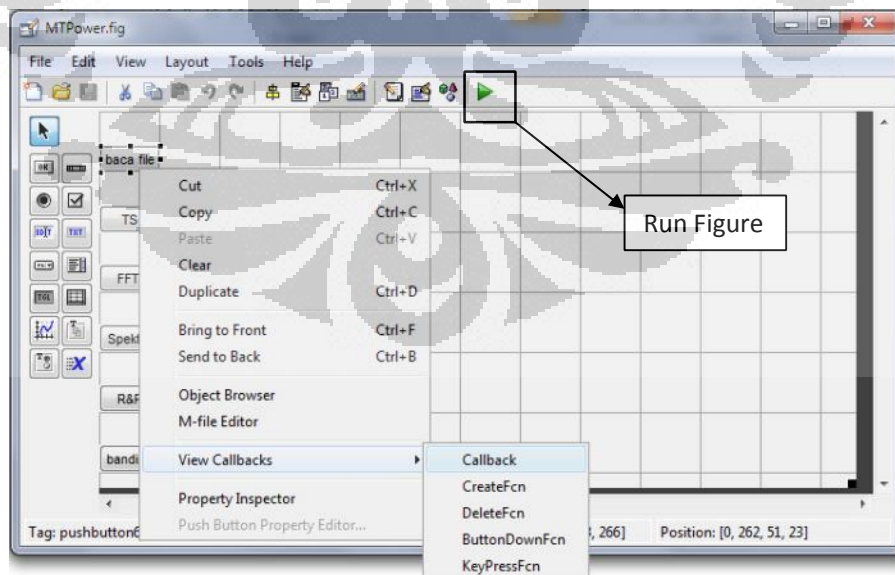 MTPower.fig
File Edit View Layout Tools Help
baca file
Cut Ctrl+X
TS
Copy Ctrl+C
Run Figure
Paste Ctrl+V
Clear
FFT
Duplicate Ctrl+D
Bring to Front Ctrl+F
Send to Back Ctrl+B
Object Browser
M-file Editor
View Callbacks
Callback
CreateFcn
Property Inspector
DeleteFcn
Push Button Property Editor...
Tag: pushbutton6
ButtonDownFcn
, 266]
Position: [0, 262, 51, 23]
KeyPressFcn